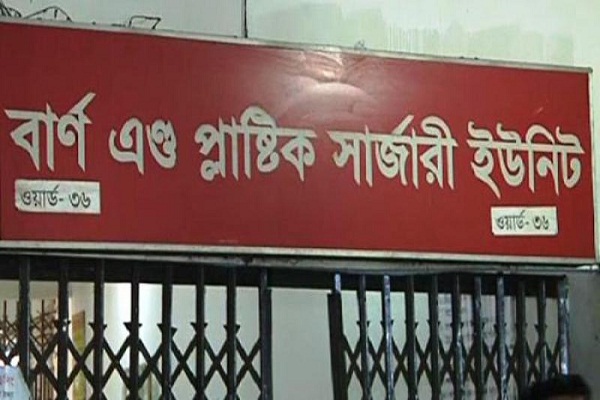 বার্ণ এণ্ড প্লাষ্টিক সার্জারী ইউনিট
ওয়ার্ড- ৩৬
ওয়ার্ড- ৩৬